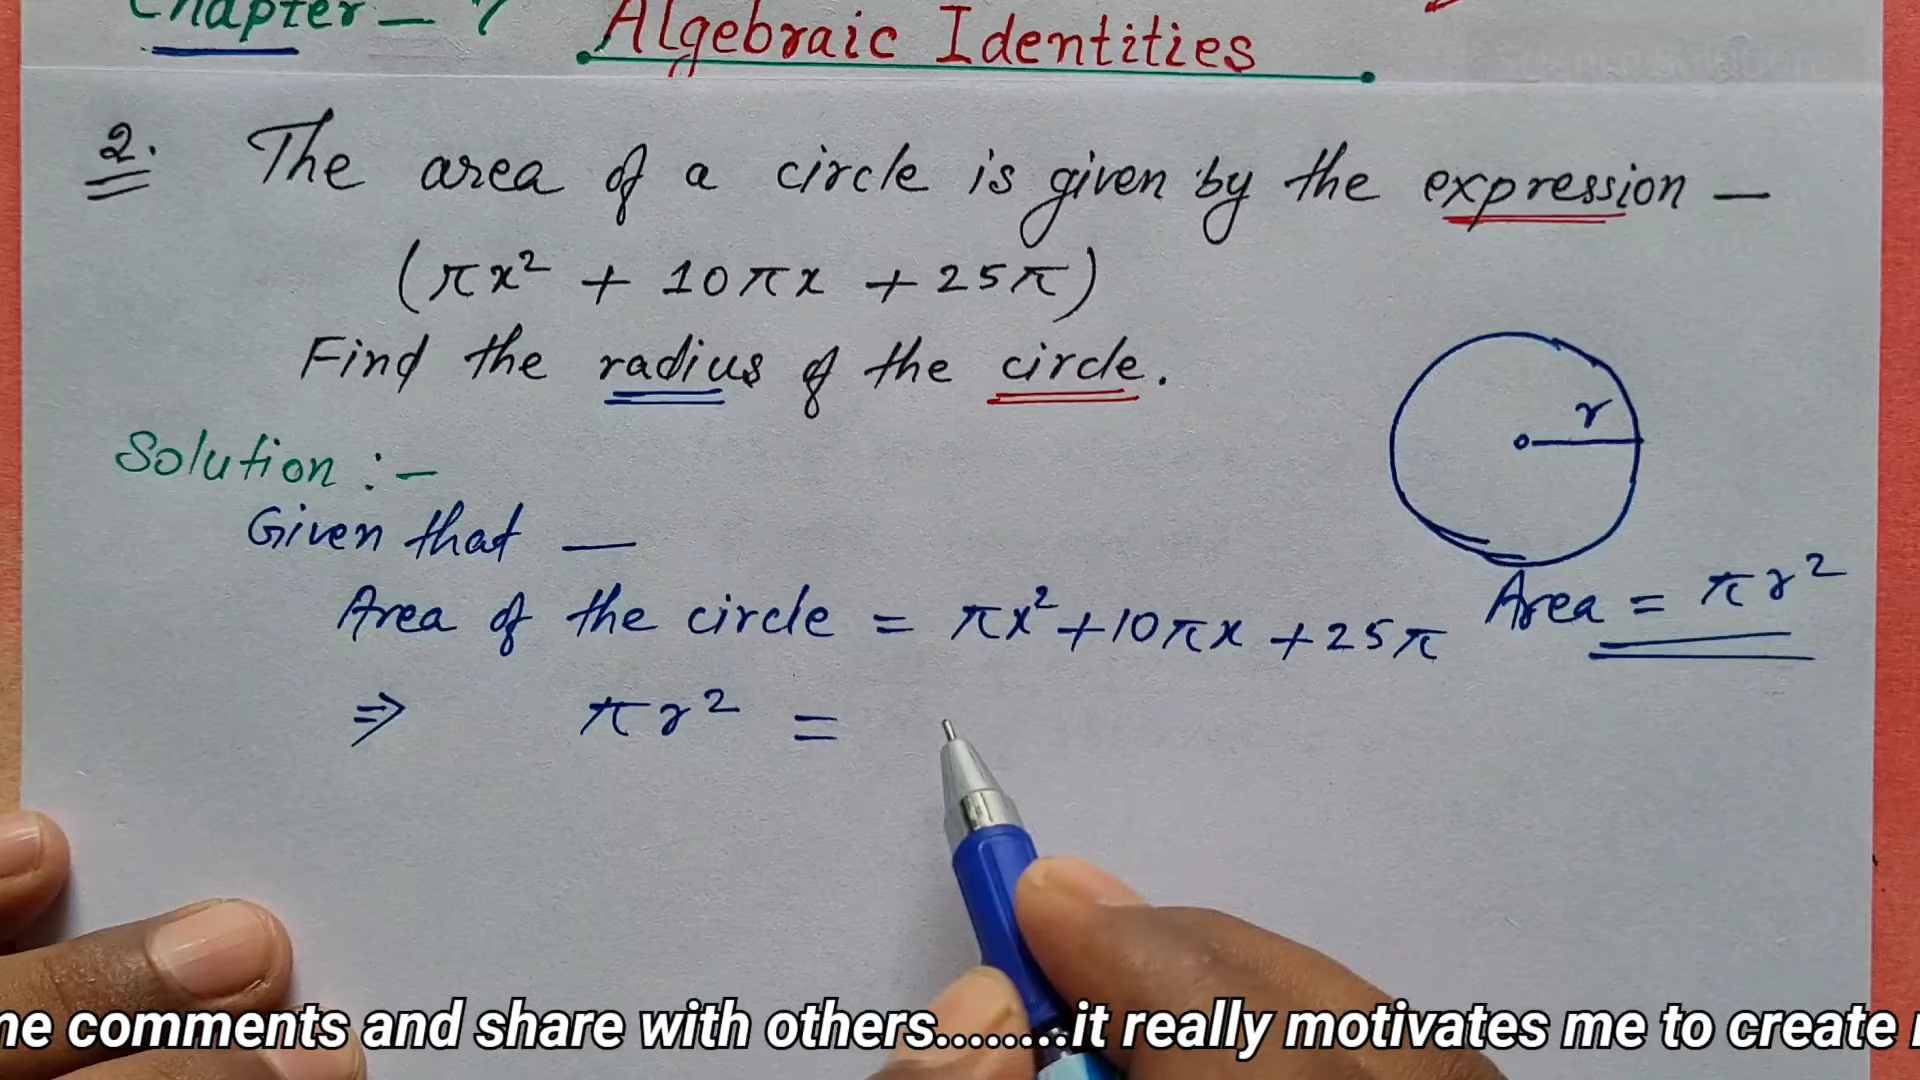 Chapter - 7 Algebraic Identities
2. The area of a circle is given by the expression —
(πx² + 10πx + 25π)
Find the radius of the circle.
r
Solution :-
Given that —
Area of the circle = πx² + 10πx + 25π
Area = πr²
⇒ πr² =
comments and share with others........it really motivates me to create